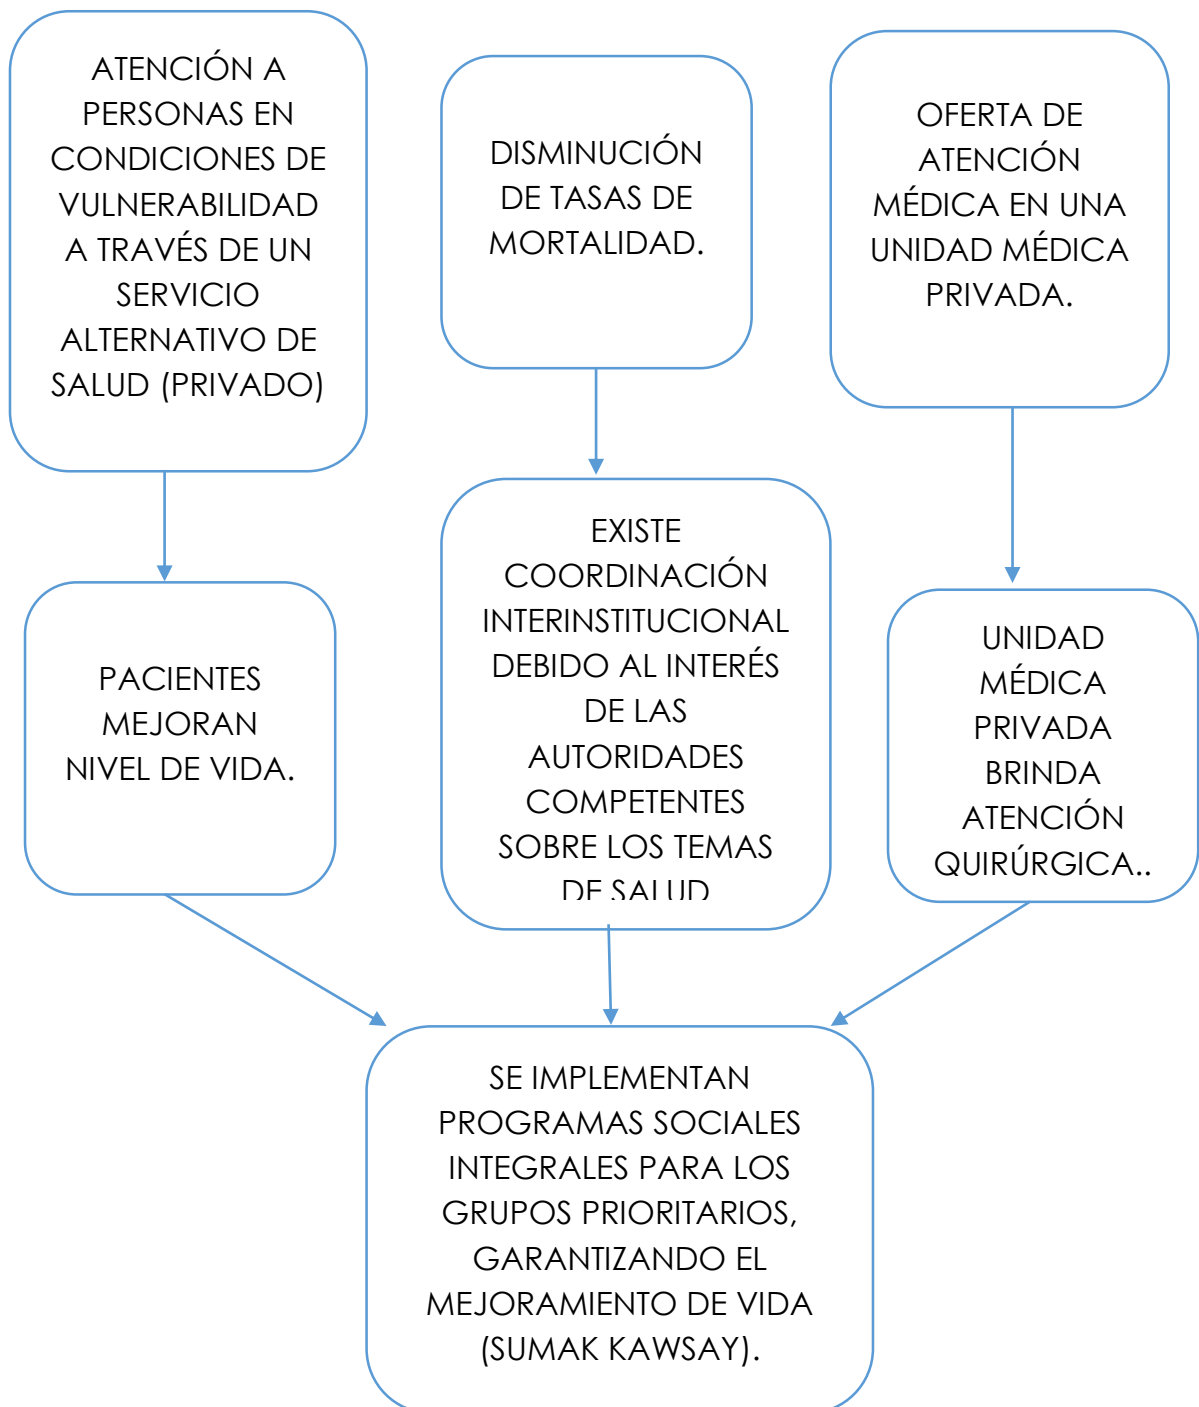 ATENCIÓN A
PERSONAS EN
CONDICIONES DE
VULNERABILIDAD
A TRAVÉS DE UN
SERVICIO
ALTERNATIVO DE
SALUD (PRIVADO)
DISMINUCIÓN
DE TASAS DE
MORTALIDAD.
OFERTA DE
ATENCIÓN
MÉDICA EN UNA
UNIDAD MÉDICA
PRIVADA.
PACIENTES
MEJORAN
NIVEL DE VIDA.
EXISTE
COORDINACIÓN
INTERINSTITUCIONAL
DEBIDO AL INTERÉS
DE LAS
AUTORIDADES
COMPETENTES
SOBRE LOS TEMAS
DE SALUD
UNIDAD
MÉDICA
PRIVADA
BRINDA
ATENCIÓN
QUIRÚRGICA..
SE IMPLEMENTAN
PROGRAMAS SOCIALES
INTEGRALES PARA LOS
GRUPOS PRIORITARIOS,
GARANTIZANDO EL
MEJORAMIENTO DE VIDA
(SUMAK KAWSAY).